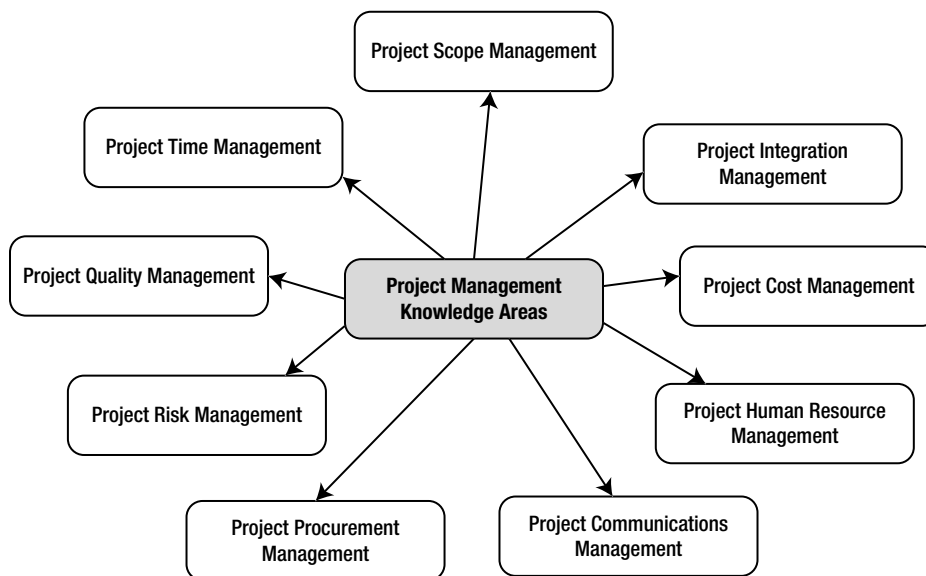 Project Scope Management
Project Time Management
Project Integration
Management
Project Quality Management
Project Management
Knowledge Areas
Project Cost Management
Project Risk Management
Project Human Resource
Management
Project Procurement
Management
Project Communications
Management